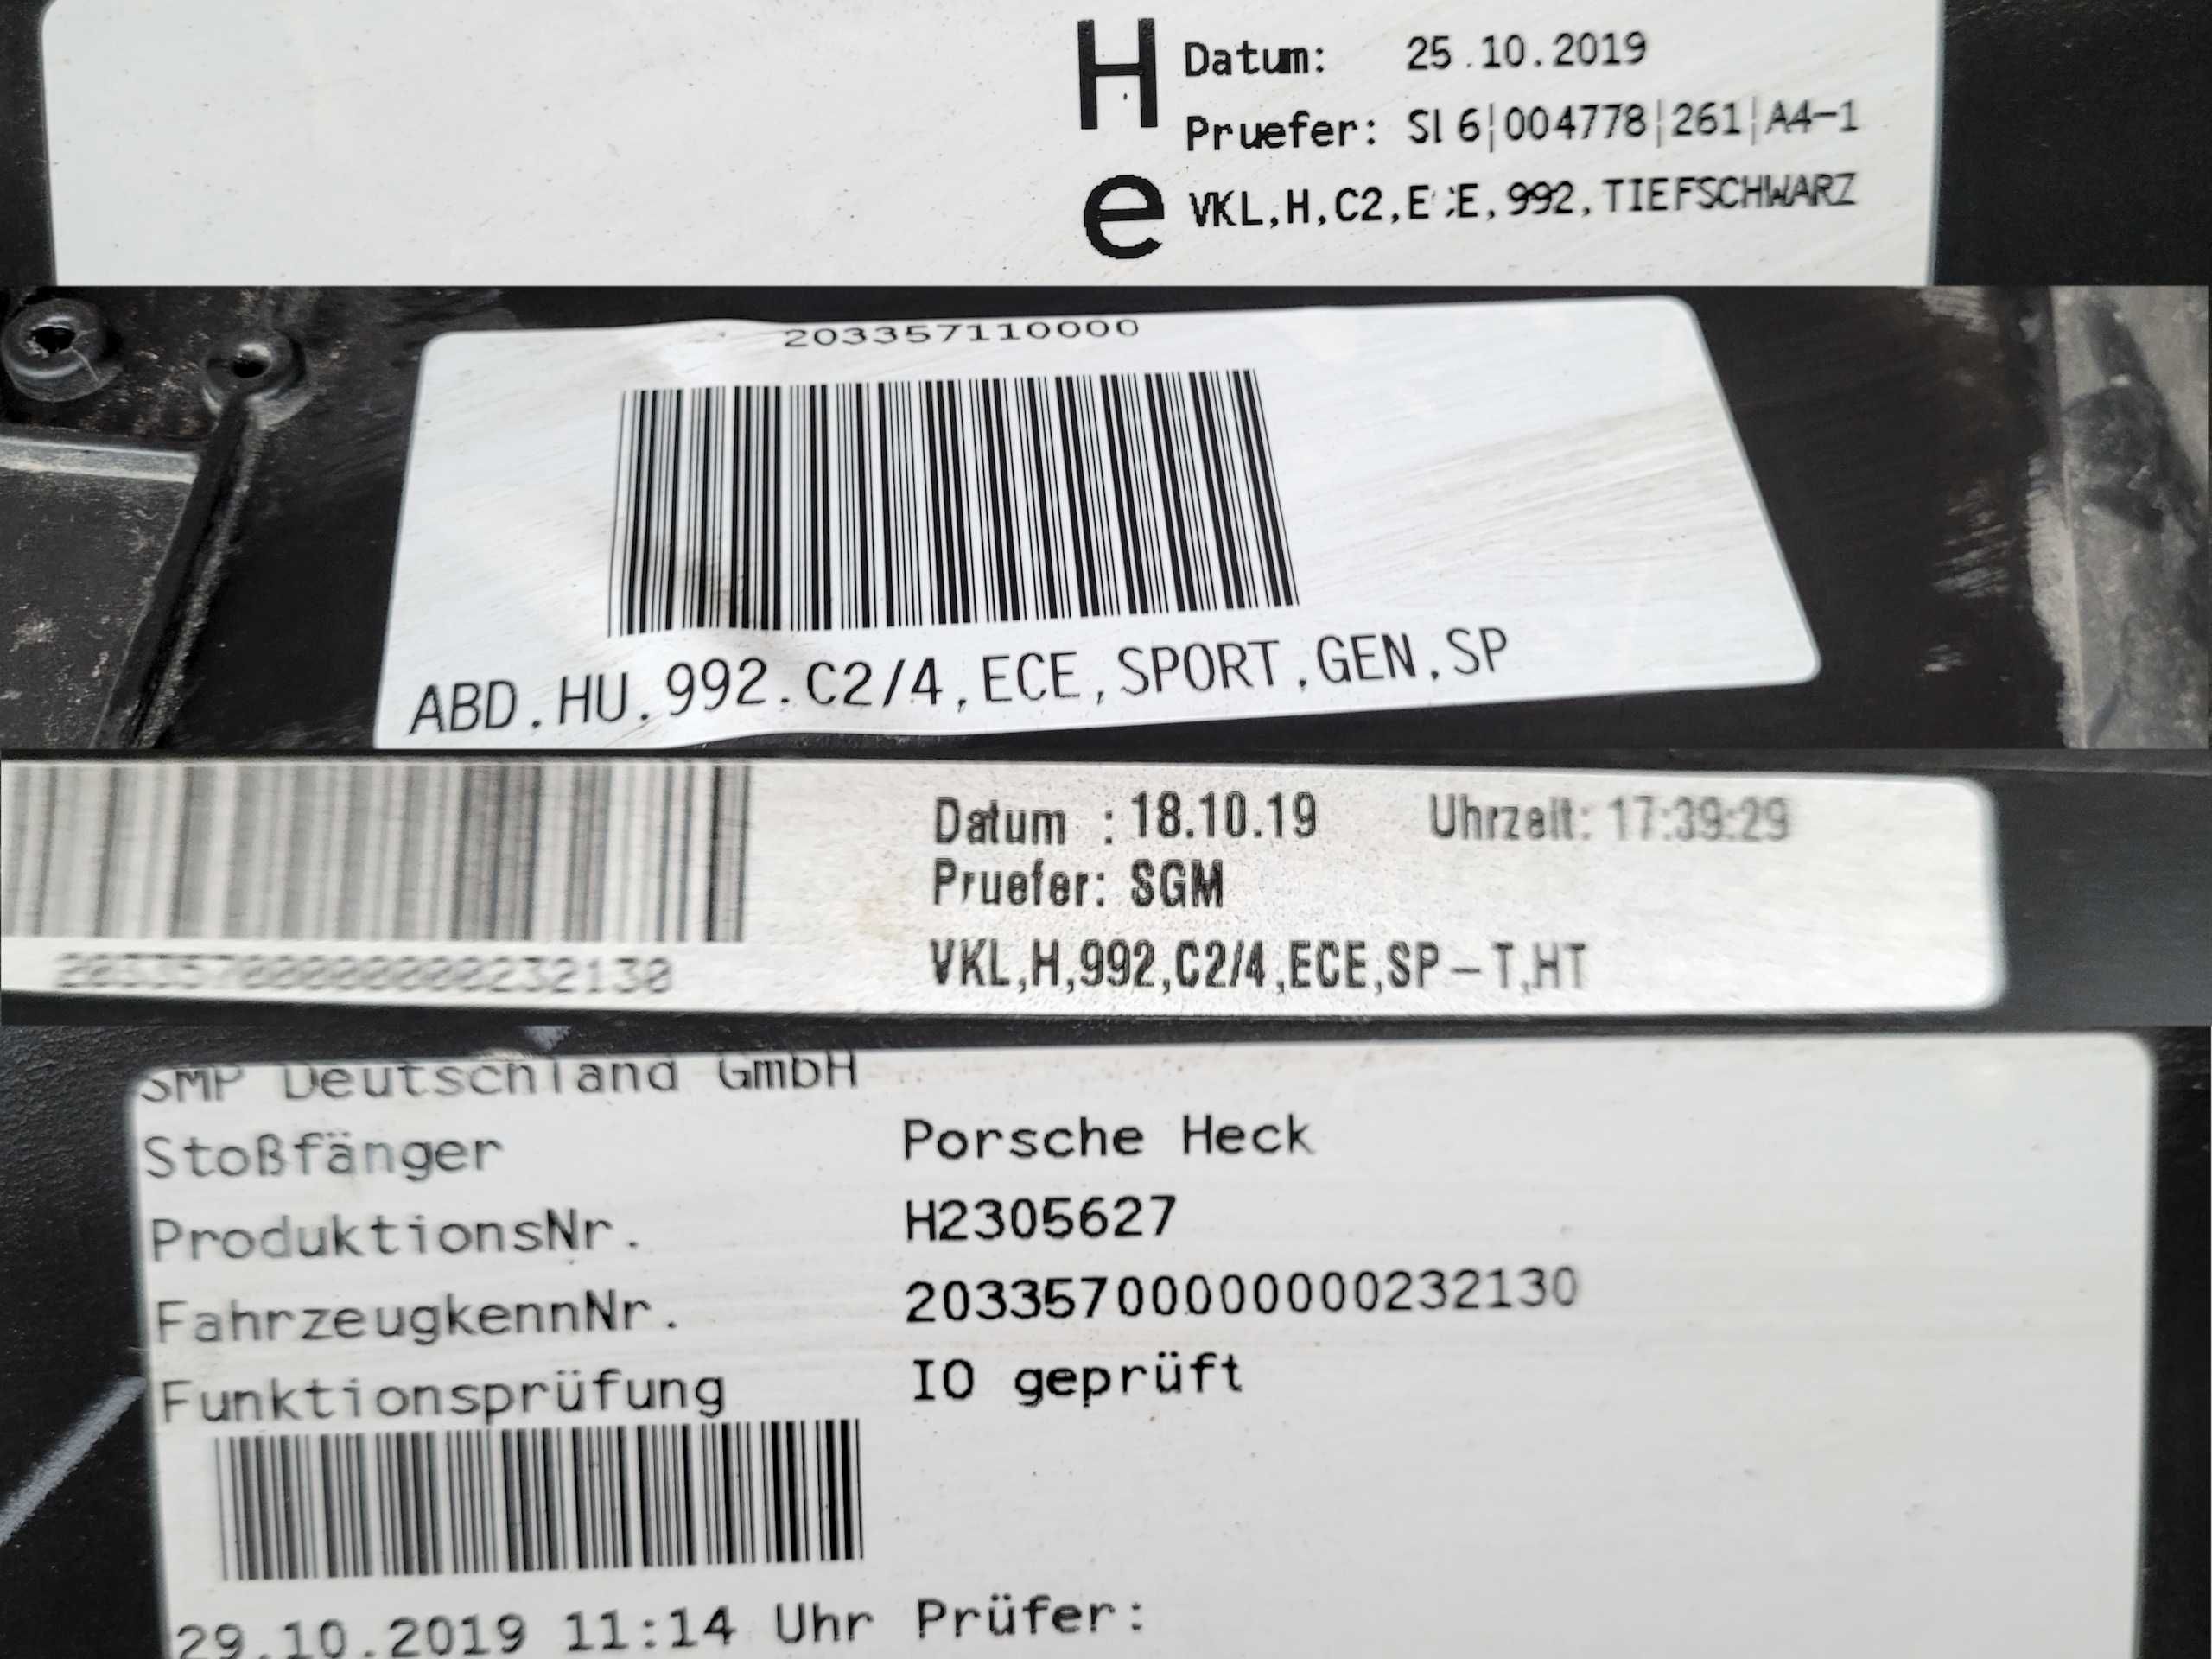 H
Datum: 25.10.2019
Pruefer: SI 6|004778|261|A4-1
e
VKL,H,C2,ECE,992,TIEFSCHWARZ
203357110000
ABD.HU.992.C2/4,ECE,SPORT,GEN,SP
Datum : 18.10.19 Uhrzeit: 17:39:29
Pruefer: SGM
20335700000000232130
VKL,H,992,C2/4,ECE,SP-T,HT
SMP Deutschland GmbH
Stoßfänger Porsche Heck
ProduktionsNr. H2305627
FahrzeugkennNr. 20335700000000232130
Funktionsprüfung IO geprüft
29.10.2019 11:14 Uhr Prüfer: